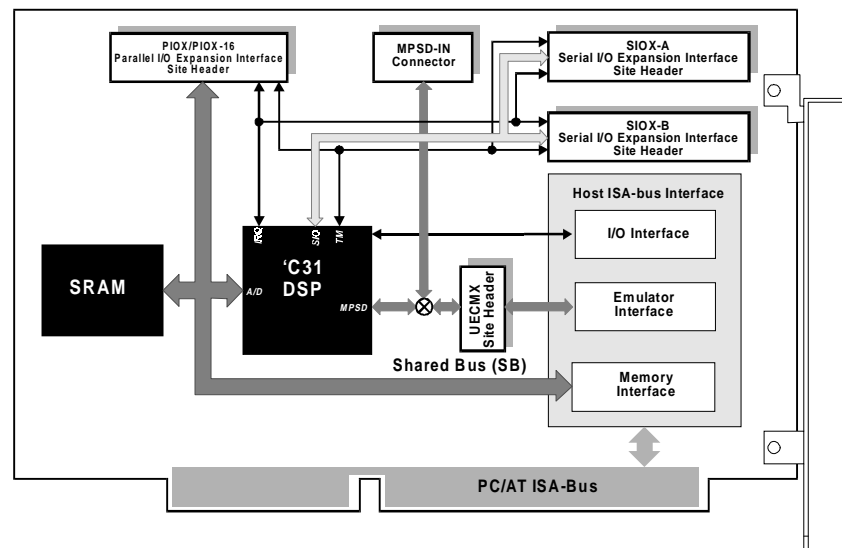 PIOX/PIOX-16
Parallel I/O Expansion Interface
Site Header
MPSD-IN
Connector
SIOX-A
Serial I/O Expansion Interface
Site Header
SIOX-B
Serial I/O Expansion Interface
Site Header
Host ISA-bus Interface
I/O Interface
Emulator
Interface
Memory
Interface
IRQ
SIO
TM
SRAM
A/D
‘C31
DSP
MPSD
UECMX
Site Header
Shared Bus (SB)
PC/AT ISA-Bus